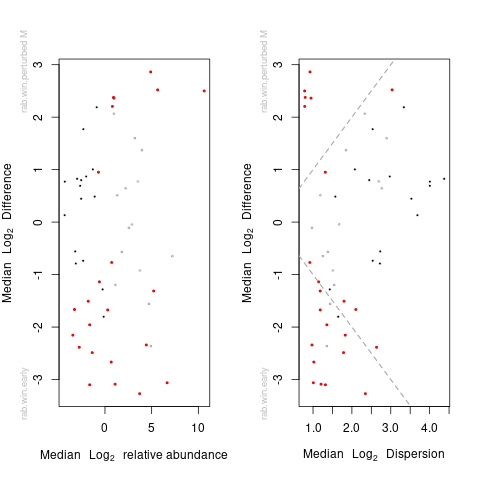 rab.win.perturbed M
rab.win.early
Median Log2 Difference
3
2
1
0
-1
-2
-3
0 5 10
Median Log2 relative abundance
rab.win.perturbed M
rab.win.early
Median Log2 Difference
3
2
1
0
-1
-2
-3
1.0 2.0 3.0 4.0
Median Log2 Dispersion